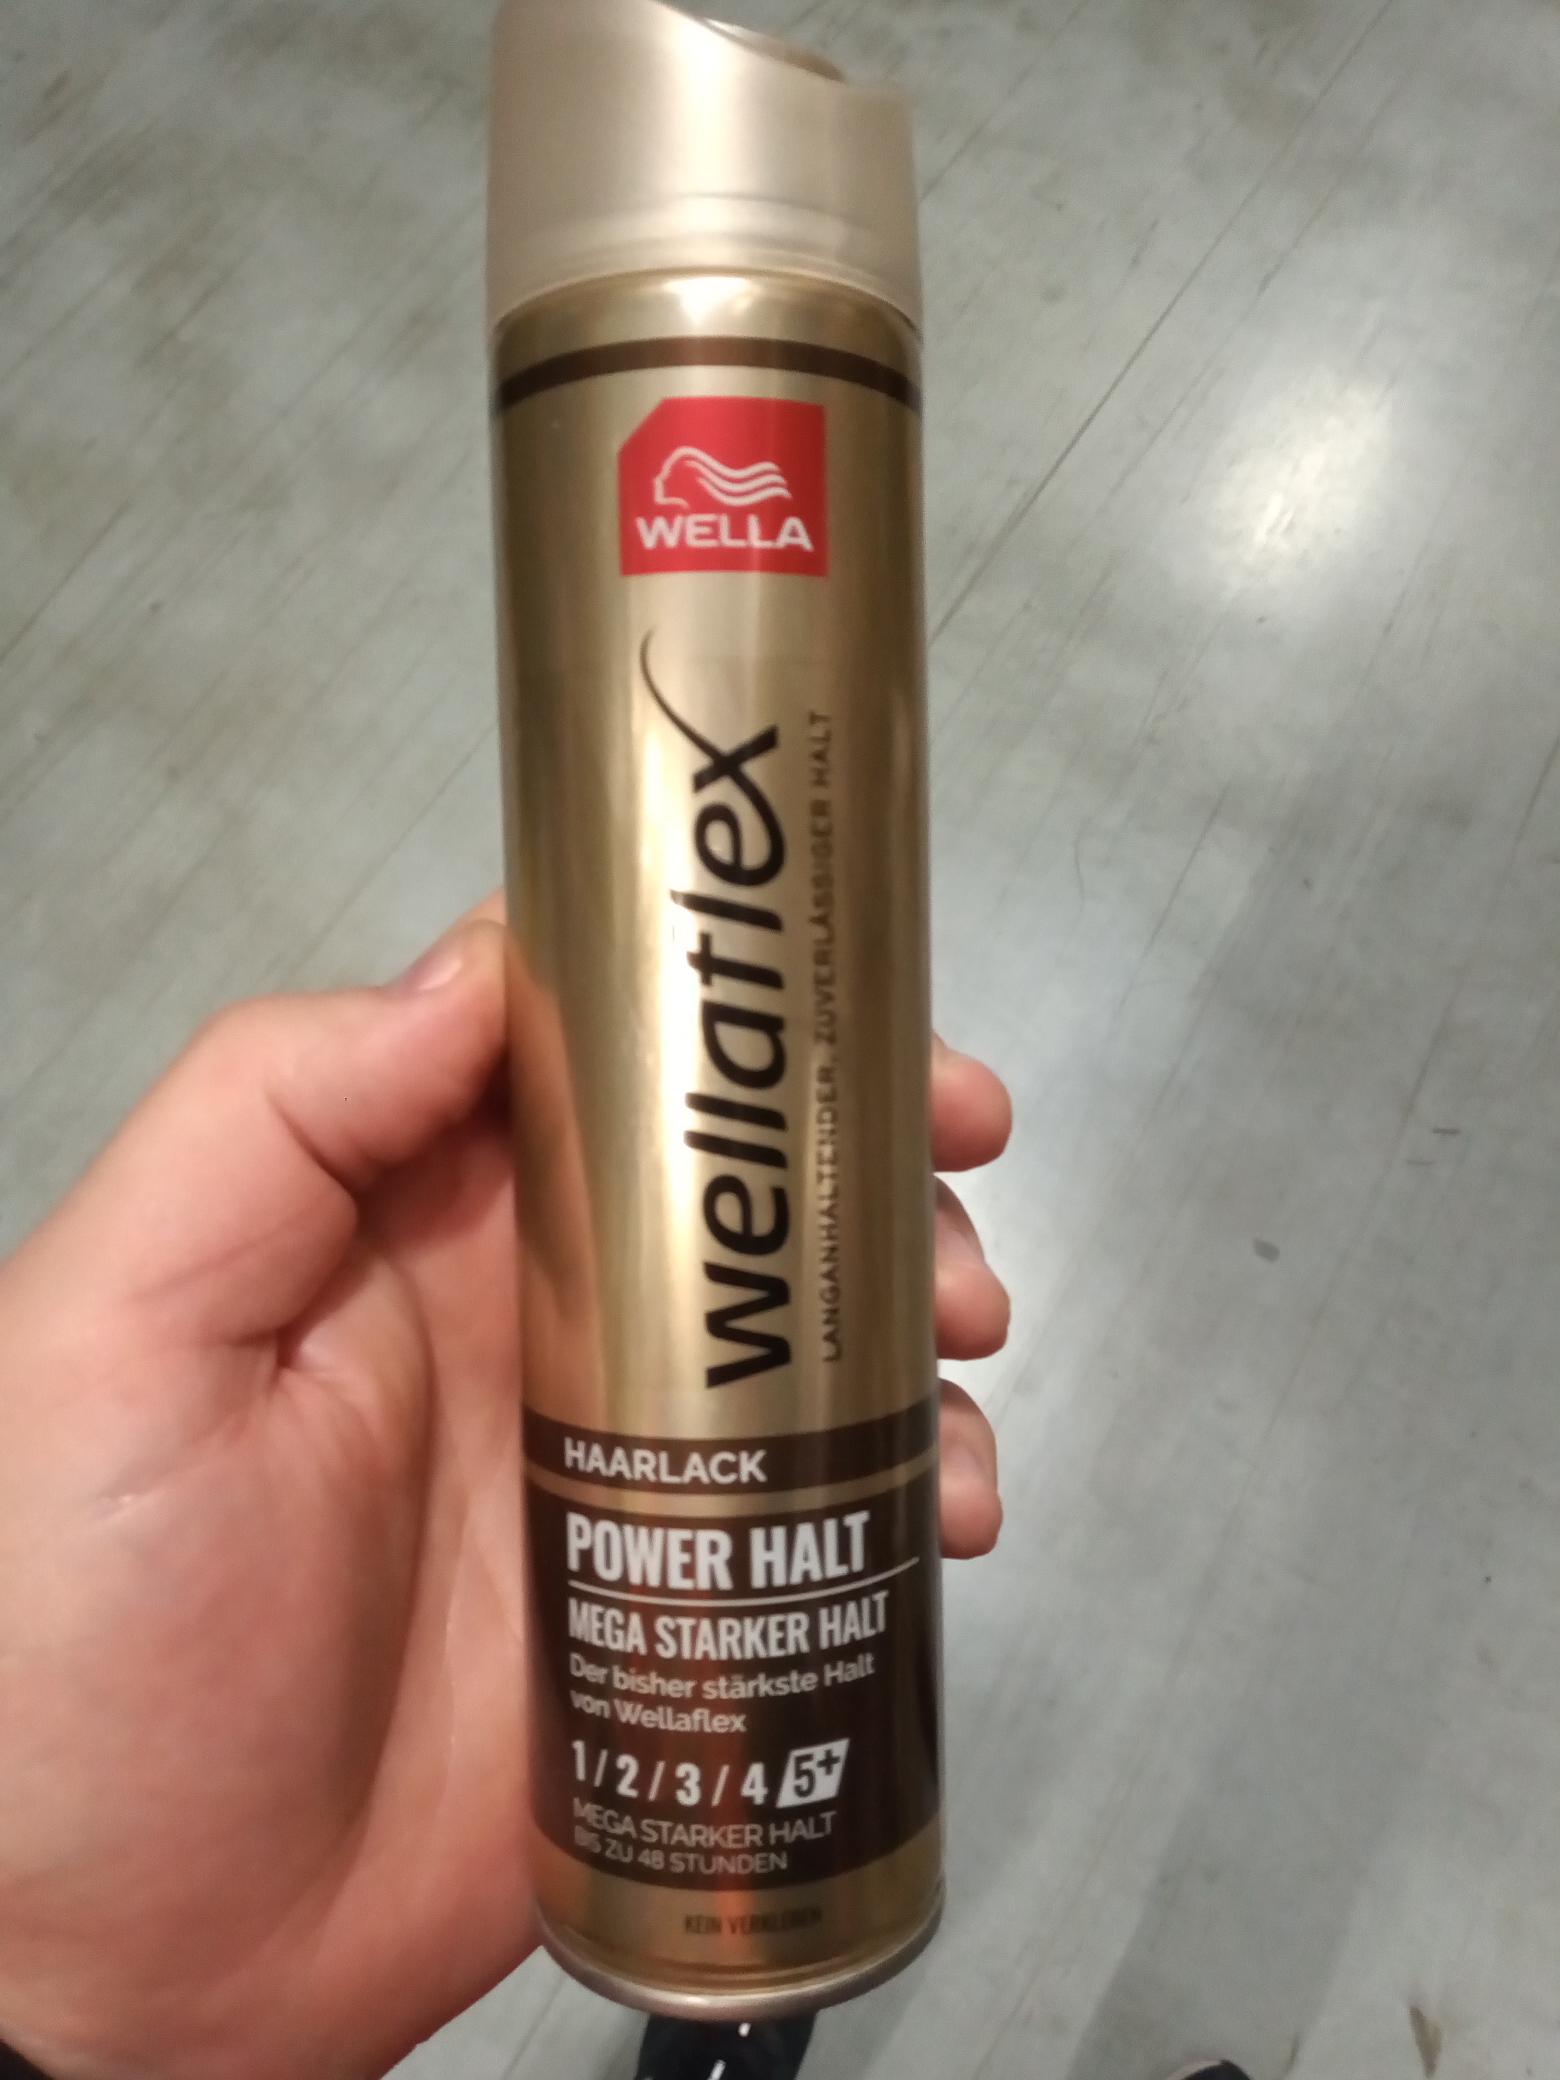 WELLA
wellaflex
LANGANHALTENDER, ZUVERLÄSSIGER HALT
HAARLACK
POWER HALT
MEGA STARKER HALT
Der bisher stärkste Halt
von Wellaflex
1 / 2 / 3 / 4 5+
MEGA STARKER HALT
BIS ZU 48 STUNDEN
KEIN VERKLEBEN